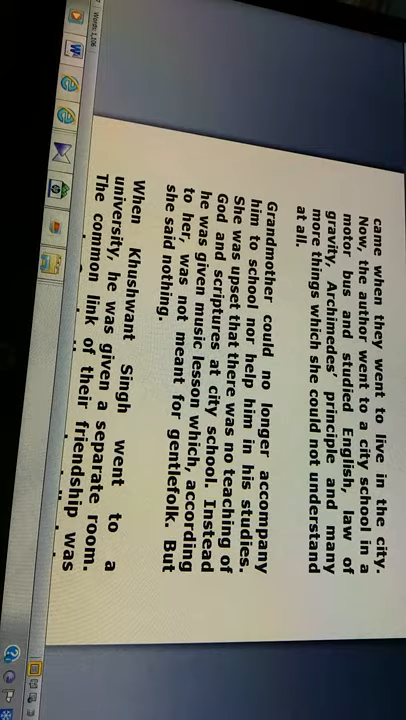 came when they went to live in the city.
Now, the author went to a city school in a
motor bus and studied English, law of
gravity, Archimedes' principle and many
more things which she could not understand
at all.
Grandmother could no longer accompany
him to school nor help him in his studies.
She was upset that there was no teaching of
God and scriptures at city school. Instead
he was given music lesson which, according
to her, was not meant for gentlefolk. But
she said nothing.
When Khushwant Singh went to a
university, he was given a separate room.
The common link of their friendship was
Words: 1,106